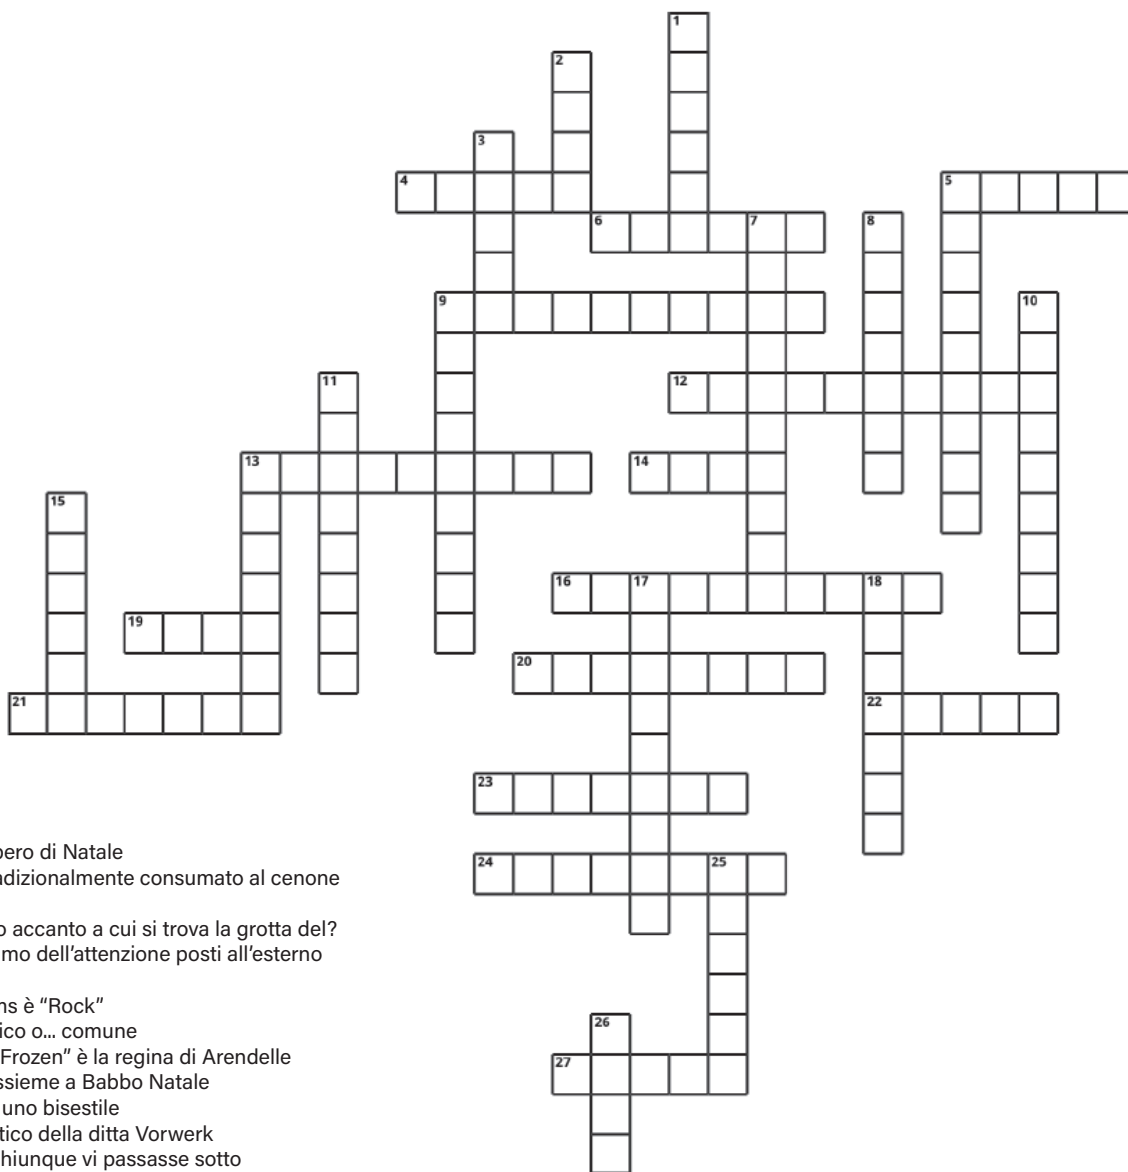 1
2
3
4
5
6
7
8
9
10
11
12
13
14
15
16
17
18
19
20
21
22
23
24
25
26
27
pero di Natale
adizionalmente consumato al cenone
o accanto a cui si trova la grotta del?
mo dell'attenzione posti all'esterno
ns è “Rock”
ico o... comune
Frozen” è la regina di Arendelle
ssieme a Babbo Natale
uno bisestile
tico della ditta Vorwerk
hiunque vi passasse sotto